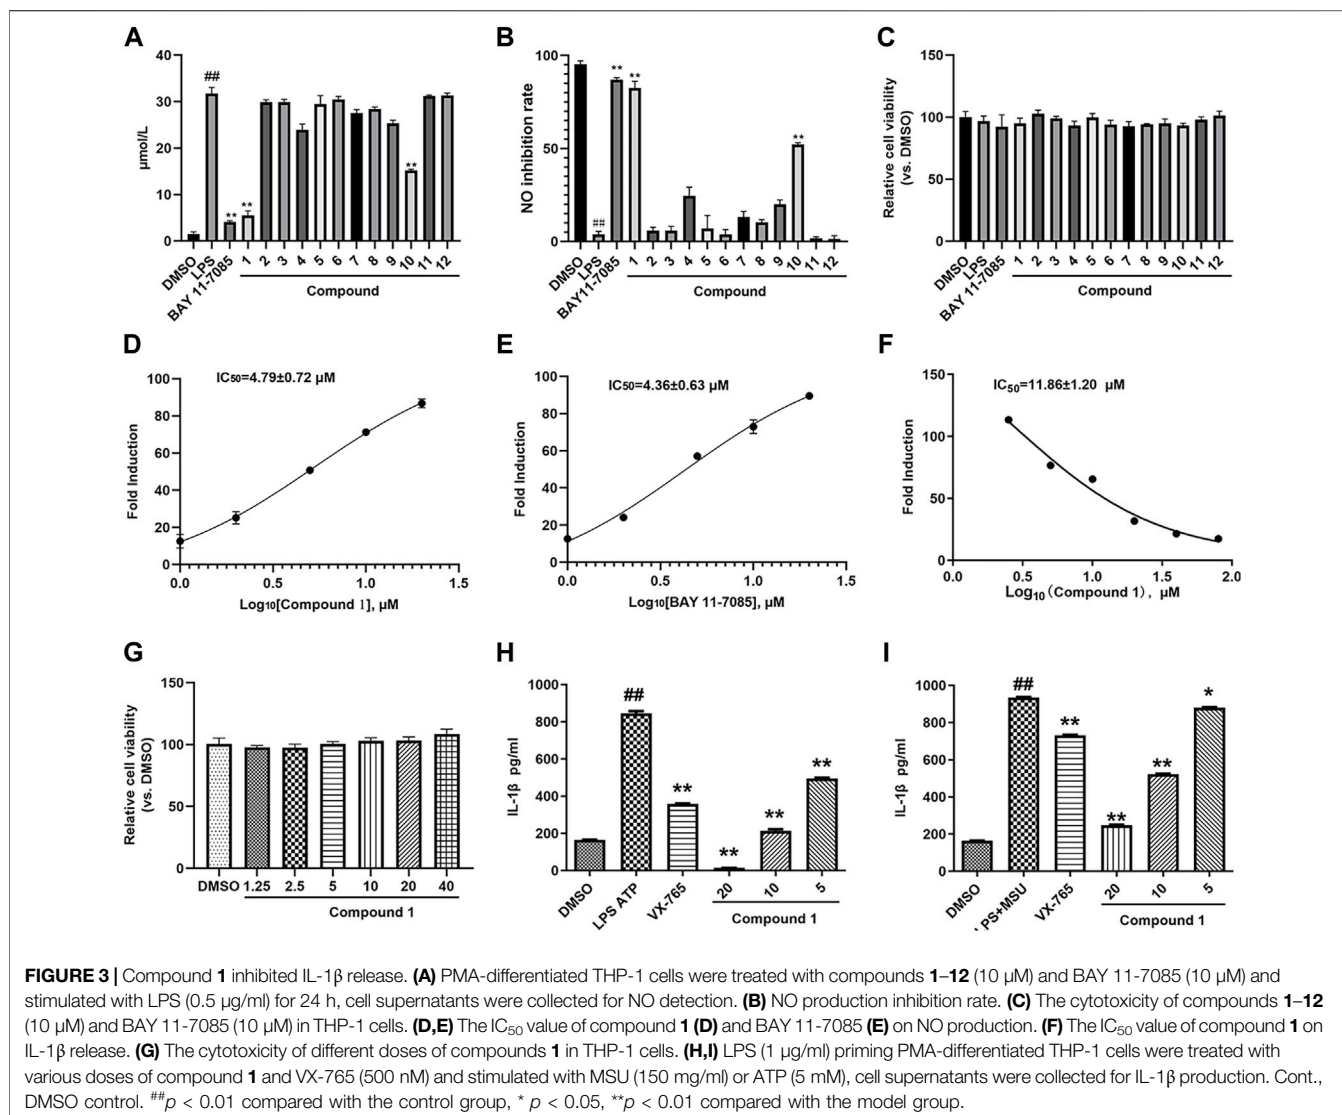 A
μmol/L
40
30
20
10
0
##
**
**
**
DMSO
LPS
BAY 11-7085
1
2
3
4
5
6
7
8
9
10
11
12
Compound
B
NO inhibition rate
100
50
0
##
**
**
**
DMSO
LPS
BAY11-7085
1
2
3
4
5
6
7
8
9
10
11
12
Compound
C
Relative cell viability
(vs. DMSO)
150
100
50
0
DMSO
LPS
BAY 11-7085
1
2
3
4
5
6
7
8
9
10
11
12
Compound
D
IC50=4.79±0.72 μM
Fold Induction
100
80
60
40
20
0
0.0
0.5
1.0
1.5
Log10[Compound 1], μM
E
IC50=4.36±0.63 μM
Fold Induction
100
80
60
40
20
0
0.0
0.5
1.0
1.5
Log10[BAY 11-7085], μM
F
IC50=11.86±1.20 μM
Fold Induction
150
100
50
0
0.0
0.5
1.0
1.5
2.0
Log10(Compound 1), μM
G
Relative cell viability
(vs. DMSO)
150
100
50
0
DMSO
1.25
2.5
5
10
20
40
Compound 1
H
IL-1β pg/ml
1000
800
600
400
200
0
##
**
**
**
**
DMSO
LPS ATP
VX-765
20
10
5
Compound 1
I
IL-1β pg/ml
1000
800
600
400
200
0
##
**
**
**
*
DMSO
LPS+MSU
VX-765
20
10
5
Compound 1
FIGURE 3 | Compound 1 inhibited IL-1β release. (A) PMA-differentiated THP-1 cells were treated with compounds 1–12 (10 μM) and BAY 11-7085 (10 μM) and
stimulated with LPS (0.5 μg/ml) for 24 h, cell supernatants were collected for NO detection. (B) NO production inhibition rate. (C) The cytotoxicity of compounds 1–12
(10 μM) and BAY 11-7085 (10 μM) in THP-1 cells. (D,E) The IC50 value of compound 1 (D) and BAY 11-7085 (E) on NO production. (F) The IC50 value of compound 1 on
IL-1β release. (G) The cytotoxicity of different doses of compounds 1 in THP-1 cells. (H,I) LPS (1 μg/ml) priming PMA-differentiated THP-1 cells were treated with
various doses of compound 1 and VX-765 (500 nM) and stimulated with MSU (150 mg/ml) or ATP (5 mM), cell supernatants were collected for IL-1β production. Cont.,
DMSO control. ##p < 0.01 compared with the control group, * p < 0.05, **p < 0.01 compared with the model group.